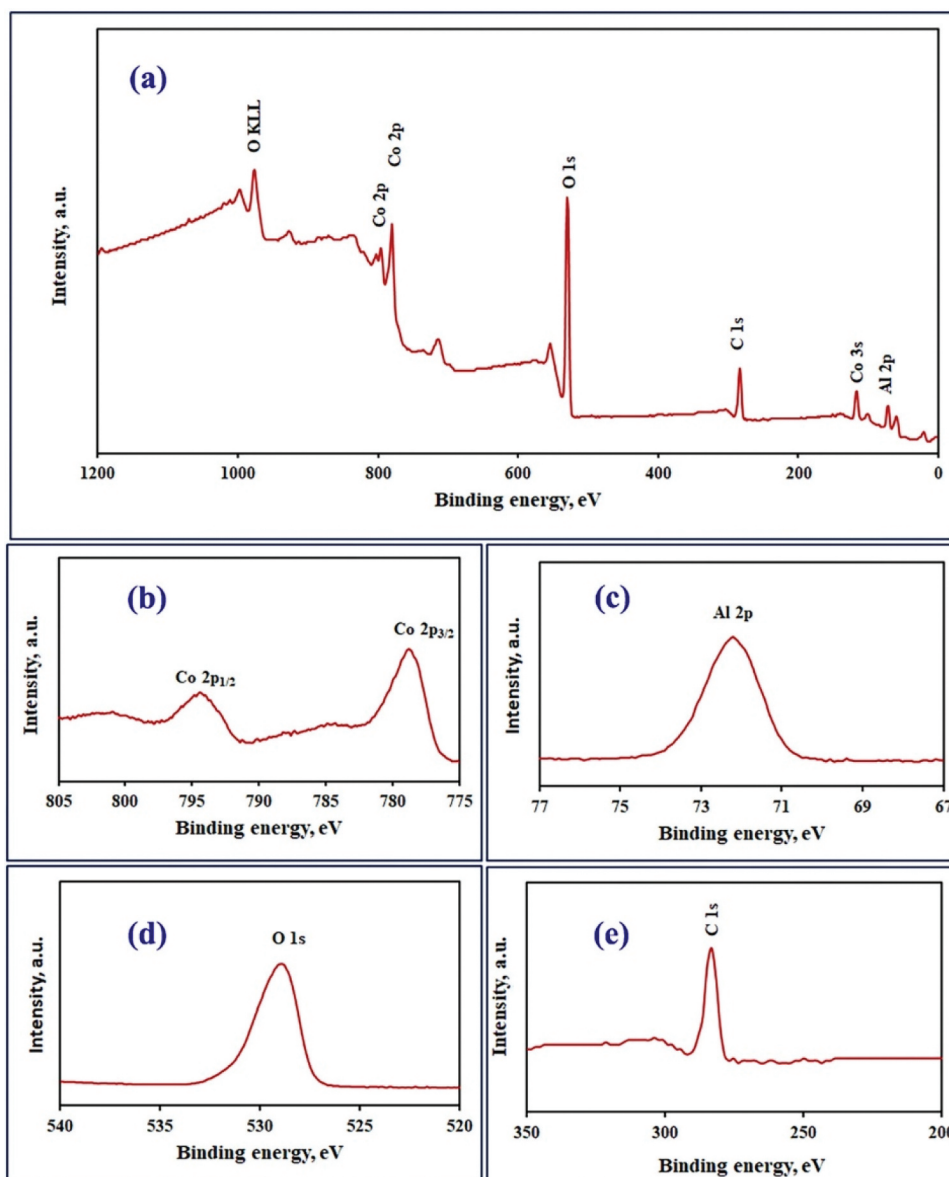 (a)
O KLL
Co 2p
Co 2p
O 1s
C 1s
Co 3s
Al 2p
Intensity, a.u.
1200 1000 800 600 400 200 0
Binding energy, eV
(b)
Co 2p1/2
Co 2p3/2
Intensity, a.u.
805 800 795 790 785 780 775
Binding energy, eV
(c)
Al 2p
Intensity, a.u.
77 75 73 71 69 67
Binding energy, eV
(d)
O 1s
Intensity, a.u.
540 535 530 525 520
Binding energy, eV
(e)
C 1s
Intensity, a.u.
350 300 250 200
Binding energy, eV